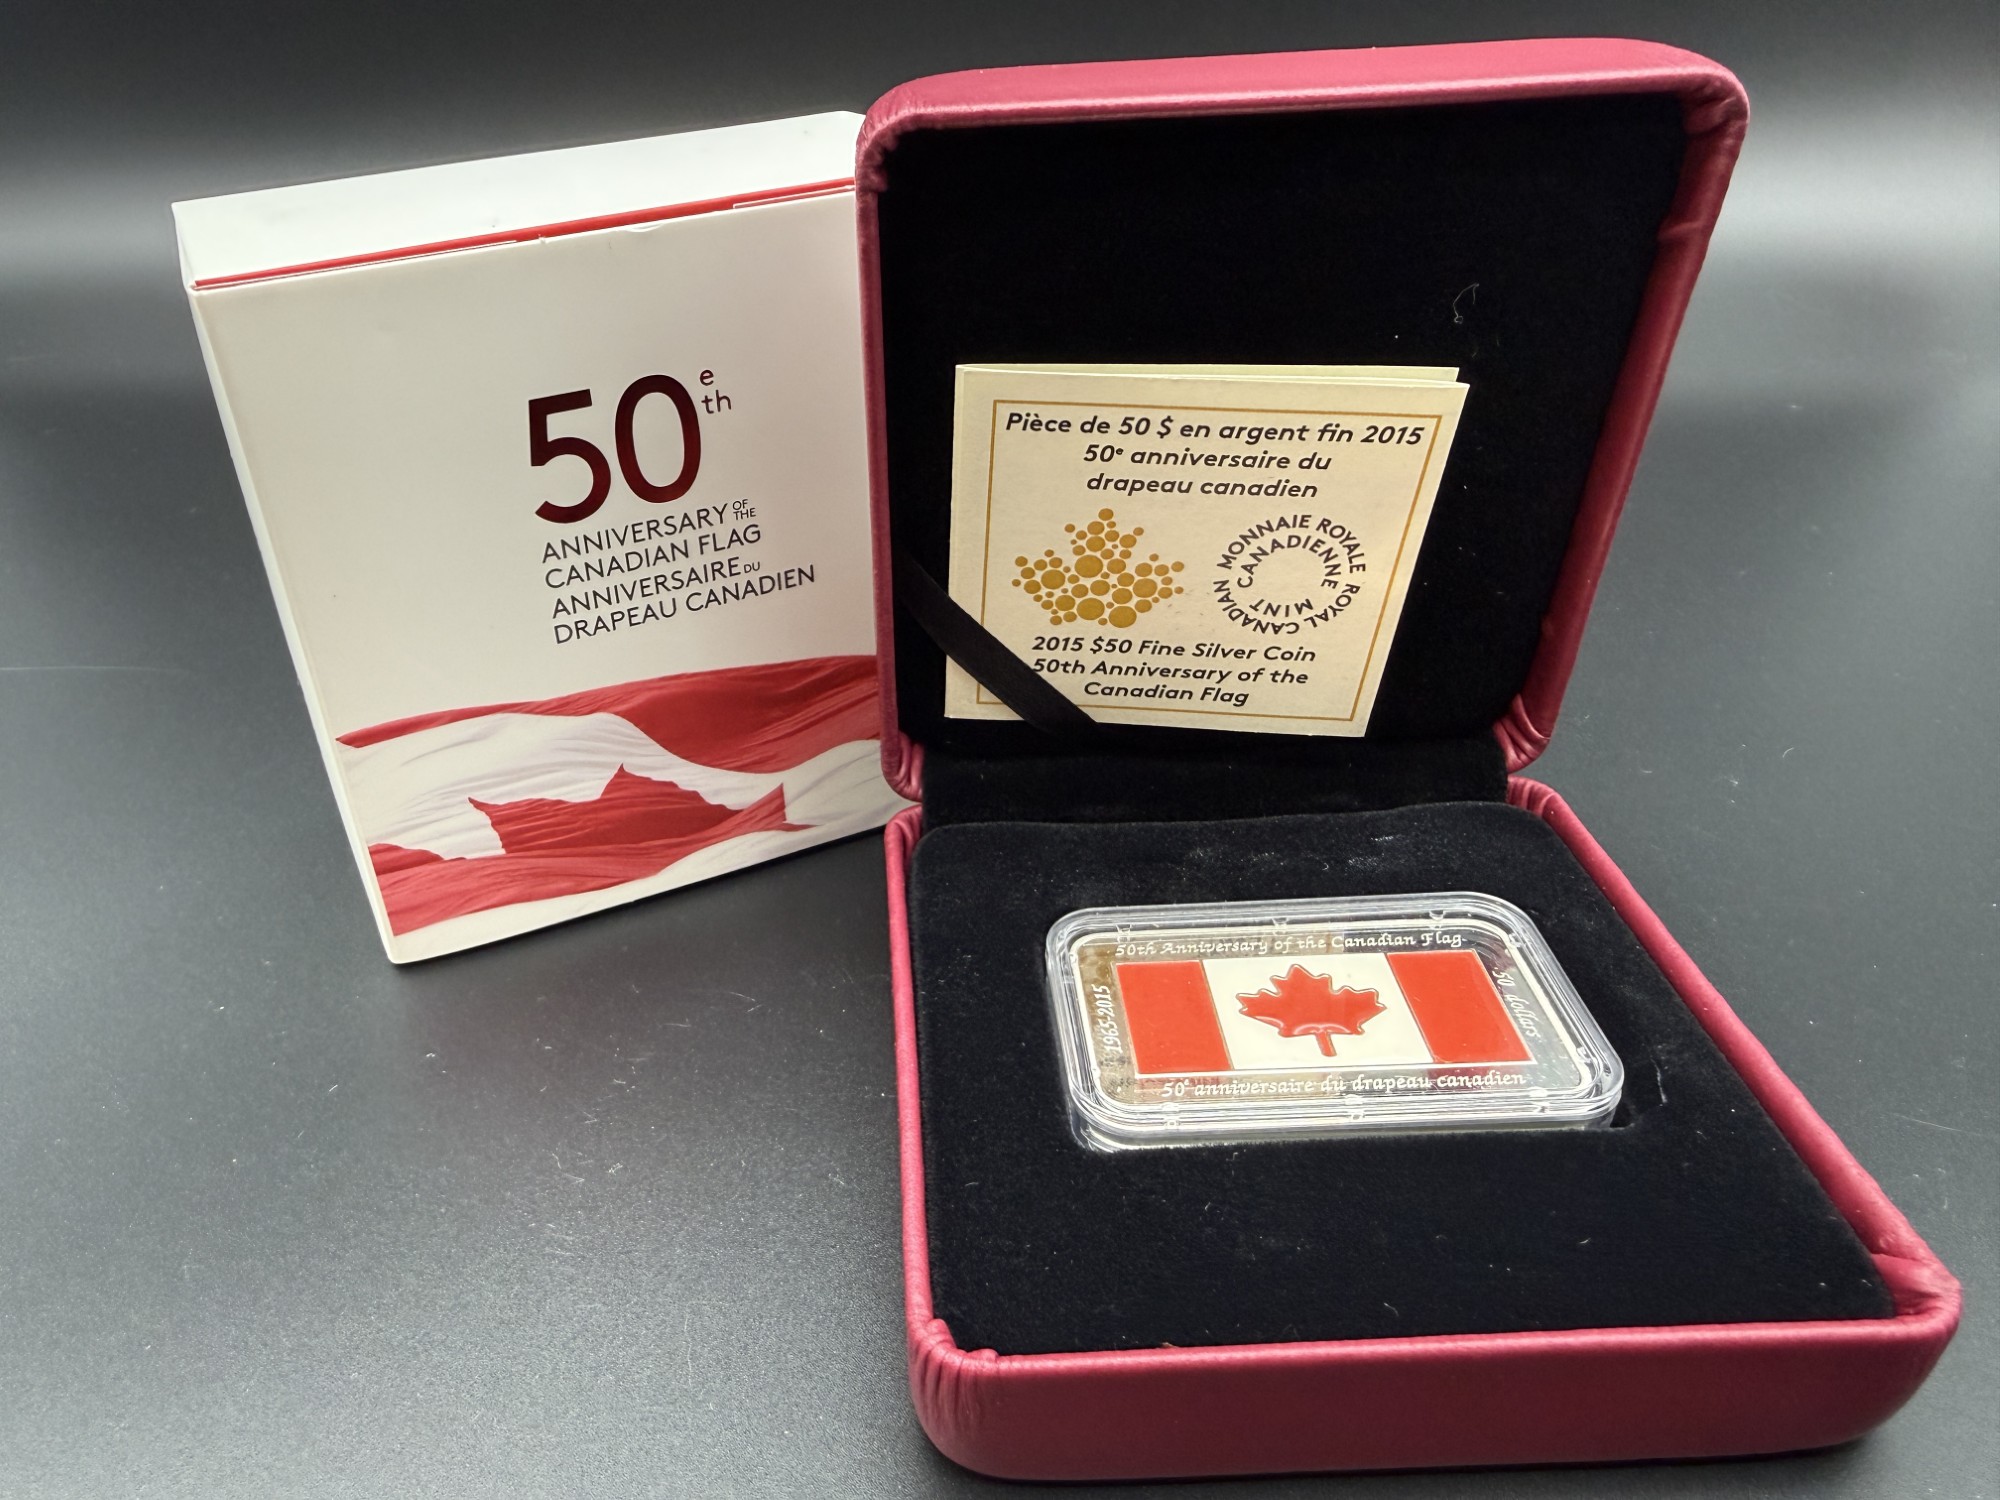 50 e th
ANNIVERSARY OF THE
CANADIAN FLAG
ANNIVERSAIRE DU
DRAPEAU CANADIEN
Pièce de 50 $ en argent fin 2015
50e anniversaire du
drapeau canadien
MONNAIE ROYALE CANADIENNE
ROYAL CANADIAN MINT
2015 $50 Fine Silver Coin
50th Anniversary of the
Canadian Flag
50th Anniversary of the Canadian Flag
1965-2015
50 dollars
50e anniversaire du drapeau canadien